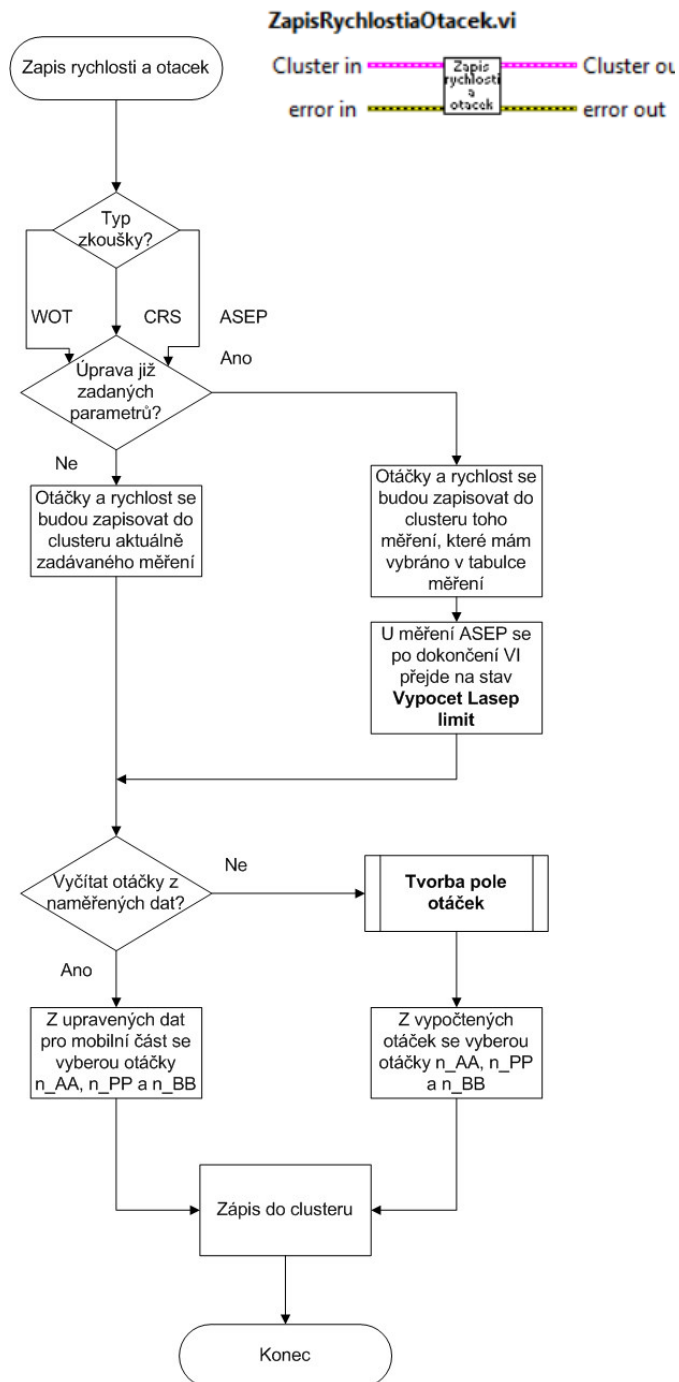 ZapisRychlostiaOtacek.vi
Cluster in
Zapis
rychlosti
a
otacek
Cluster ou
error in
error out
Zapis rychlosti a otacek
Typ
zkoušky?
WOT
CRS
ASEP
Ano
Úprava již
zadaných
parametrů?
Ne
Otáčky a rychlost se
budou zapisovat do
clusteru aktuálně
zadávaného měření
Otáčky a rychlost se
budou zapisovat do
clusteru toho
měření, které mám
vybráno v tabulce
měření
U měření ASEP se
po dokončení VI
přejde na stav
Vypocet Lasep
limit
Vyčítat otáčky z
naměřených dat?
Ne
Tvorba pole
otáček
Ano
Z upravených dat
pro mobilní část se
vyberou otáčky
n_AA, n_PP a n_BB
Z vypočtených
otáček se vyberou
otáčky n_AA, n_PP
a n_BB
Zápis do clusteru
Konec